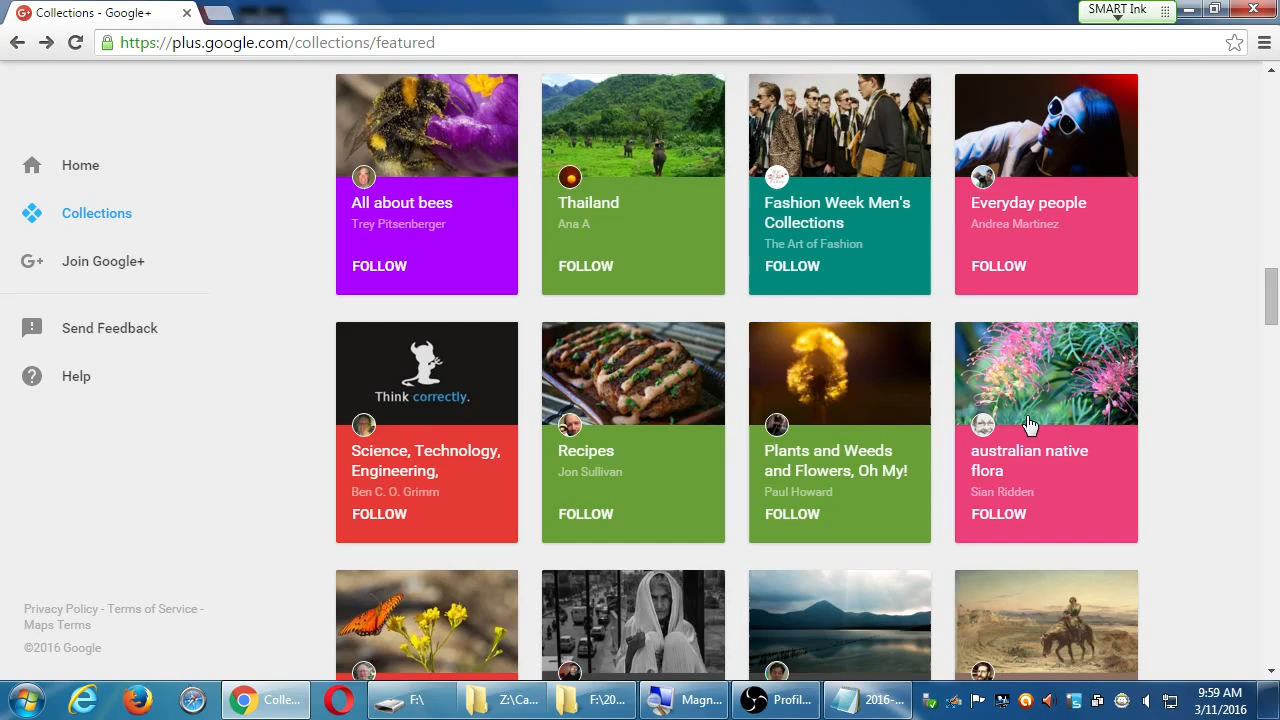 Collections - Google+
SMART Ink
https://plus.google.com/collections/featured
Home
Collections
Join Google+
Send Feedback
Help
Privacy Policy - Terms of Service -
Maps Terms
©2016 Google
All about bees
Trey Pitsenberger
FOLLOW
Thailand
Ana A
FOLLOW
Fashion Week Men's
Collections
The Art of Fashion
FOLLOW
Everyday people
Andrea Martinez
FOLLOW
Think correctly.
Science, Technology,
Engineering,
Ben C. O. Grimm
FOLLOW
Recipes
Jon Sullivan
FOLLOW
Plants and Weeds
and Flowers, Oh My!
Paul Howard
FOLLOW
australian native
flora
Sian Ridden
FOLLOW
Colle...
F:\
Z:\Ca...
F:\20...
Magn...
Profil...
2016-...
9:59 AM
3/11/2016